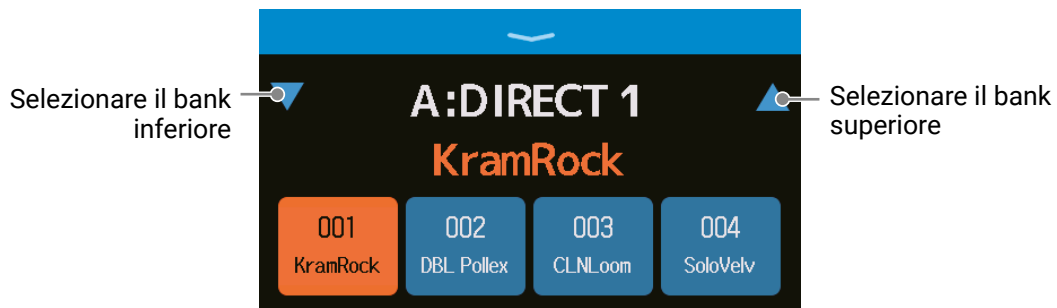 Selezionare il bank
inferiore
A:DIRECT 1
Selezionare il bank
superiore
KramRock
001
KramRock
002
DBL Pollex
003
CLNLoom
004
SoloVelv